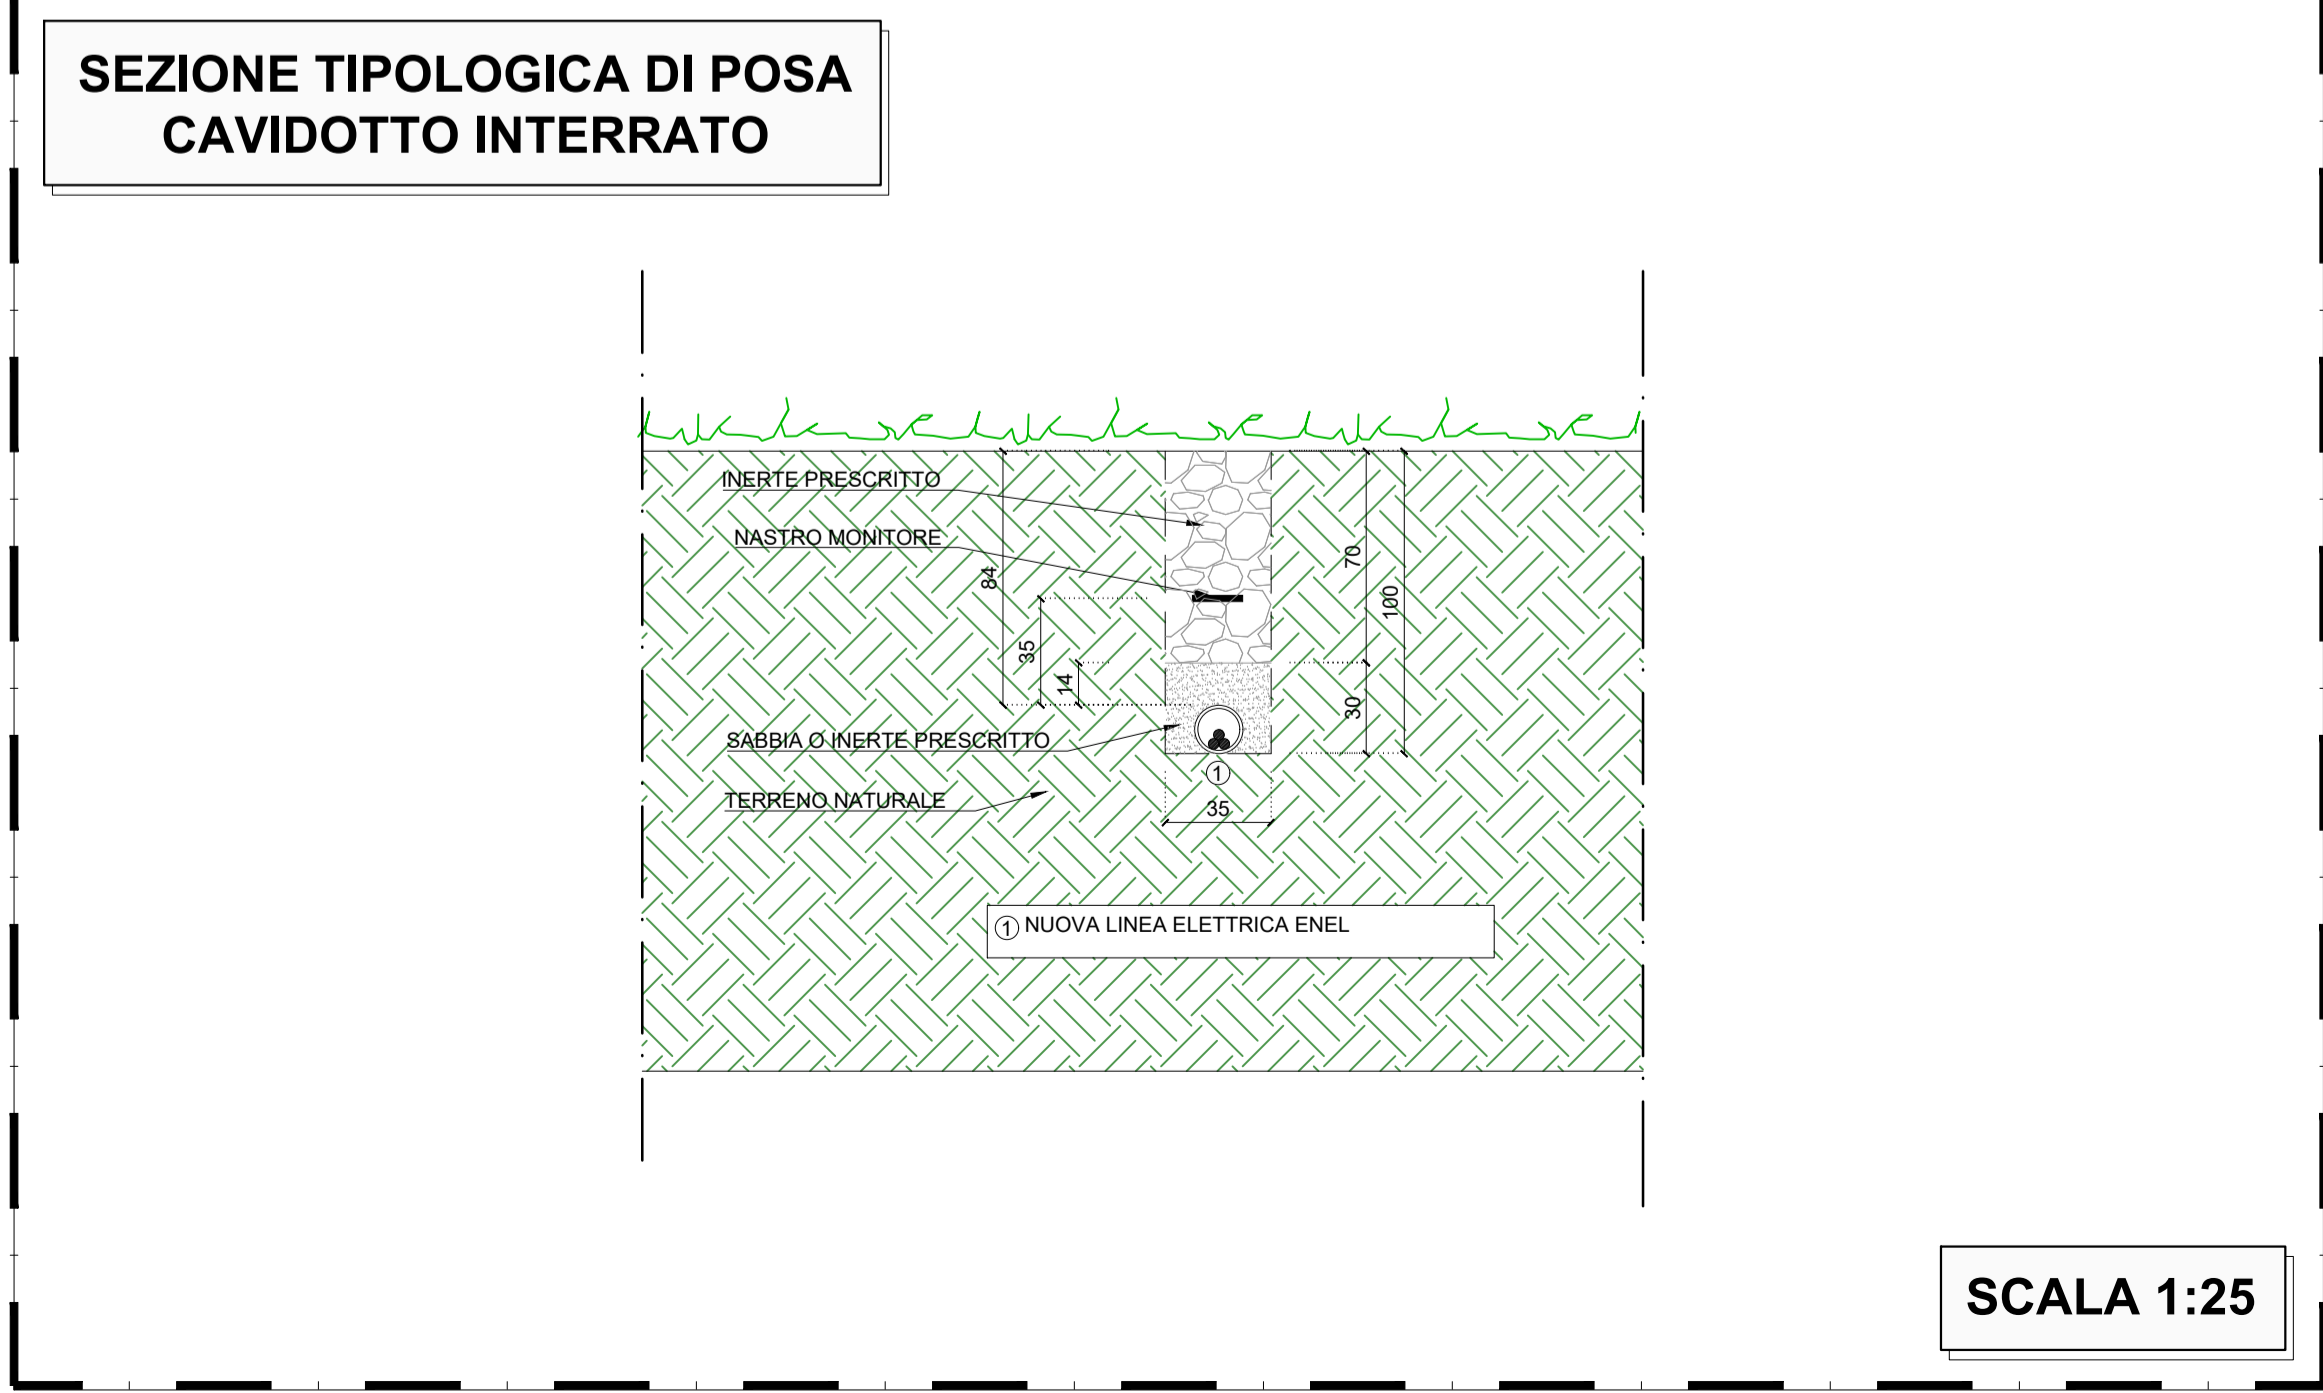 SEZIONE TIPOLOGICA DI POSA
CAVIDOTTO INTERRATO
INERTE PRESCRITTO
NASTRO MONITORE
84
35
14
70
100
30
SABBIA O INERTE PRESCRITTO
1
TERRENO NATURALE
35
1 NUOVA LINEA ELETTRICA ENEL
SCALA 1:25